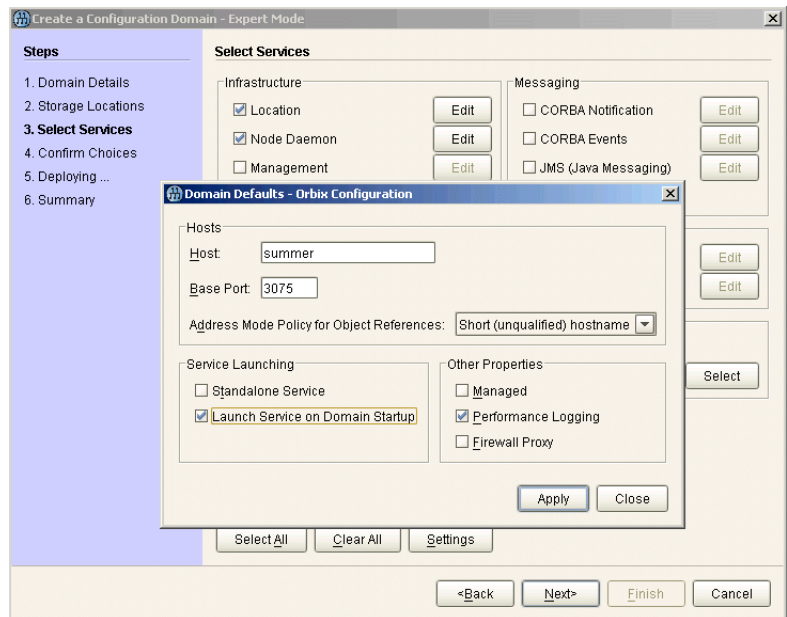 Create a Configuration Domain - Expert Mode
Steps
1. Domain Details
2. Storage Locations
3. Select Services
4. Confirm Choices
5. Deploying ...
6. Summary
Select Services
Infrastructure
Location
Edit
Node Daemon
Edit
Management
Edit
Messaging
CORBA Notification
Edit
CORBA Events
Edit
JMS (Java Messaging)
Edit
Edit
Edit
Select
Domain Defaults - Orbix Configuration
Hosts
Host: summer
Base Port: 3075
Address Mode Policy for Object References: Short (unqualified) hostname
Service Launching
Standalone Service
Launch Service on Domain Startup
Other Properties
Managed
Performance Logging
Firewall Proxy
Apply
Close
Select All
Clear All
Settings
<Back
Next>
Finish
Cancel